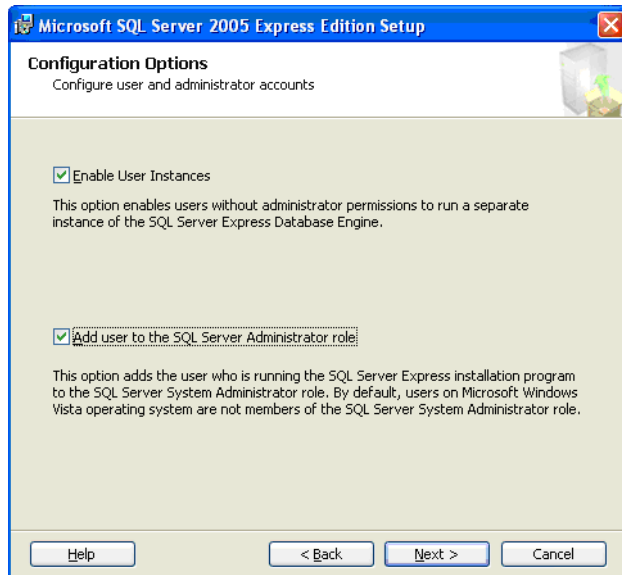 Microsoft SQL Server 2005 Express Edition Setup
Configuration Options
Configure user and administrator accounts
Enable User Instances
This option enables users without administrator permissions to run a separate
instance of the SQL Server Express Database Engine.
Add user to the SQL Server Administrator role
This option adds the user who is running the SQL Server Express installation program
to the SQL Server System Administrator role. By default, users on Microsoft Windows
Vista operating system are not members of the SQL Server System Administrator role.
Help < Back Next > Cancel